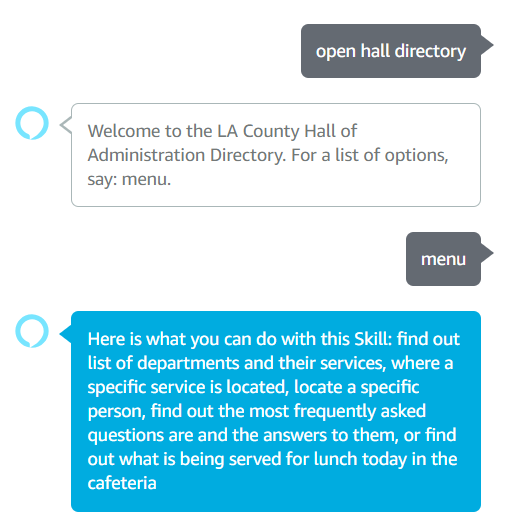 open hall directory
Welcome to the LA County Hall of
Administration Directory. For a list of options,
say: menu.
menu
Here is what you can do with this Skill: find out
list of departments and their services, where a
specific service is located, locate a specific
person, find out the most frequently asked
questions are and the answers to them, or find
out what is being served for lunch today in the
cafeteria